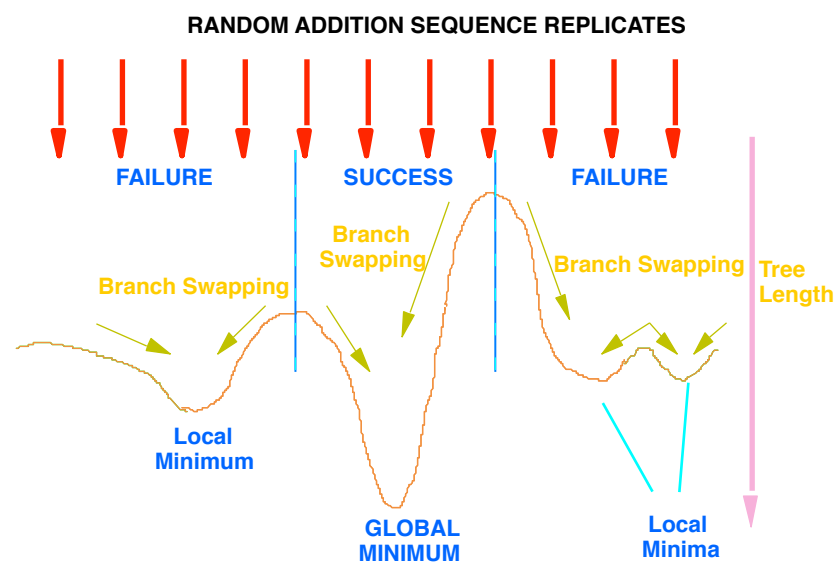 RANDOM ADDITION SEQUENCE REPLICATES
FAILURE
SUCCESS
FAILURE
Branch
Swapping
Branch Swapping
Branch Swapping
Tree
Length
Local
Minimum
GLOBAL
MINIMUM
Local
Minima